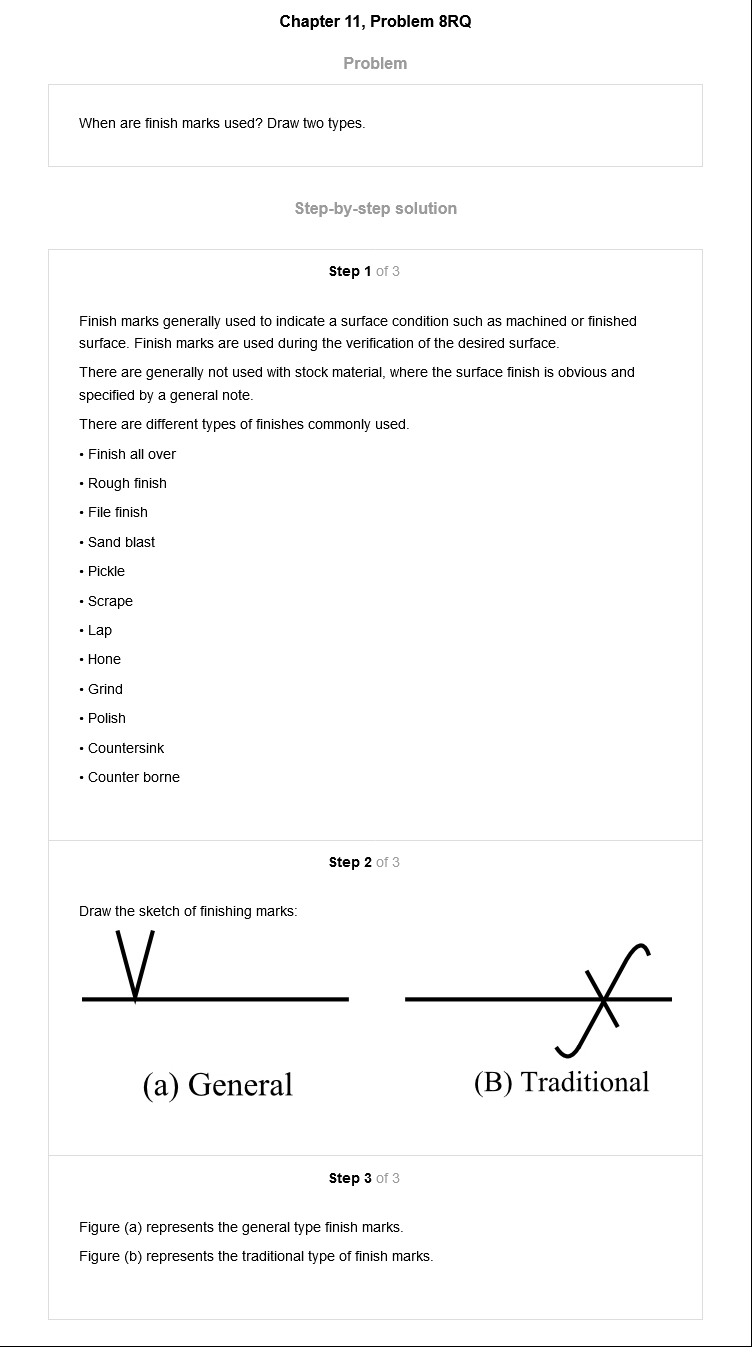 Chapter 11, Problem 8RQ
Problem
When are finish marks used? Draw two types.
Step-by-step solution
Step 1 of 3
Finish marks generally used to indicate a surface condition such as machined or finished
surface. Finish marks are used during the verification of the desired surface.
There are generally not used with stock material, where the surface finish is obvious and
specified by a general note.
There are different types of finishes commonly used.
• Finish all over
• Rough finish
• File finish
• Sand blast
• Pickle
• Scrape
• Lap
• Hone
• Grind
• Polish
• Countersink
• Counter borne
Step 2 of 3
Draw the sketch of finishing marks:
(a) General
(B) Traditional
Step 3 of 3
Figure (a) represents the general type finish marks.
Figure (b) represents the traditional type of finish marks.